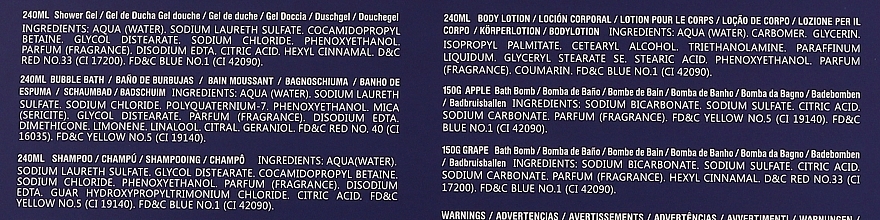 240ML Shower Gel / Gel de Ducha Gel douche / Gel de duche / Gel Doccia / Duschgel / Douchegel
INGREDIENTS: AQUA (WATER). SODIUM LAURETH SULFATE. COCAMIDOPROPYL
BETAINE. GLYCOL DISTEARATE. SODIUM CHLORIDE. PHENOXYETHANOL.
PARFUM (FRAGRANCE). DISODIUM EDTA. CITRIC ACID. HEXYL CINNAMAL. D&C
RED NO.33 (CI 17200). FD&C BLUE NO.1 (CI 42090).
240ML BUBBLE BATH / BAÑO DE BURBUJAS / BAIN MOUSSANT / BAGNOSCHIUMA / BANHO DE
ESPUMA / SCHAUMBAD / BADSCHUIM INGREDIENTS: AQUA (WATER). SODIUM LAURETH
SULFATE. SODIUM CHLORIDE. POLYQUATERNIUM-7. PHENOXYETHANOL. MICA
(SERICITE). GLYCOL DISTEARATE. PARFUM (FRAGRANCE). DISODIUM EDTA.
DIMETHICONE. LIMONENE. LINALOOL. CITRAL. GERANIOL. FD&C RED NO. 40 (CI
16035). FD&C YELLOW NO.5 (CI 19140).
240ML SHAMPOO / CHAMPÚ / SHAMPOOING / CHAMPÔ INGREDIENTS: AQUA(WATER).
SODIUM LAURETH SULFATE. GLYCOL DISTEARATE. COCAMIDOPROPYL BETAINE.
SODIUM CHLORIDE. PHENOXYETHANOL. PARFUM (FRAGRANCE). DISODIUM
EDTA. GUAR HYDROXYPROPYLTRIMONIUM CHLORIDE. CITRIC ACID. FD&C
YELLOW NO.5 (CI 19140). FD&C BLUE NO.1 (CI 42090).
240ML BODY LOTION / LOCIÓN CORPORAL / LOTION POUR LE CORPS / LOÇÃO DE CORPO / LOZIONE PER IL
CORPO / KÖRPERLOTION / BODYLOTION INGREDIENTS: AQUA (WATER). CARBOMER. GLYCERIN.
ISOPROPYL PALMITATE. CETEARYL ALCOHOL. TRIETHANOLAMINE. PARAFFINUM
LIQUIDUM. GLYCERYL STEARATE SE. STEARIC ACID. PHENOXYETHANOL. PARFUM
(FRAGRANCE). COUMARIN. FD&C BLUE NO.1 (CI 42090).
150G APPLE Bath Bomb / Bomba de Baño / Bombe de Bain / Bomba de Banho / Bomba da Bagno / Badebomben
/ Badbruisballen INGREDIENTS: SODIUM BICARBONATE. SODIUM SULFATE. CITRIC ACID.
SODIUM CARBONATE. PARFUM (FRAGRANCE). FD&C YELLOW NO.5 (CI 19140). FD&C
BLUE NO.1 (CI 42090).
150G GRAPE Bath Bomb / Bomba de Baño / Bombe de Bain / Bomba de Banho / Bomba da Bagno / Badebomben
/ Badbruisballen INGREDIENTS: SODIUM BICARBONATE. SODIUM SULFATE. CITRIC ACID.
SODIUM CARBONATE. PARFUM (FRAGRANCE). HEXYL CINNAMAL. D&C RED NO.33 (CI
17200). FD&C BLUE NO.1 (CI 42090).
WARNINGS / ADVERTENCIAS / AVERTISSEMENTS / ADVERTÊNCIAS / AVVERTIMENTI / WARNUNGEN /